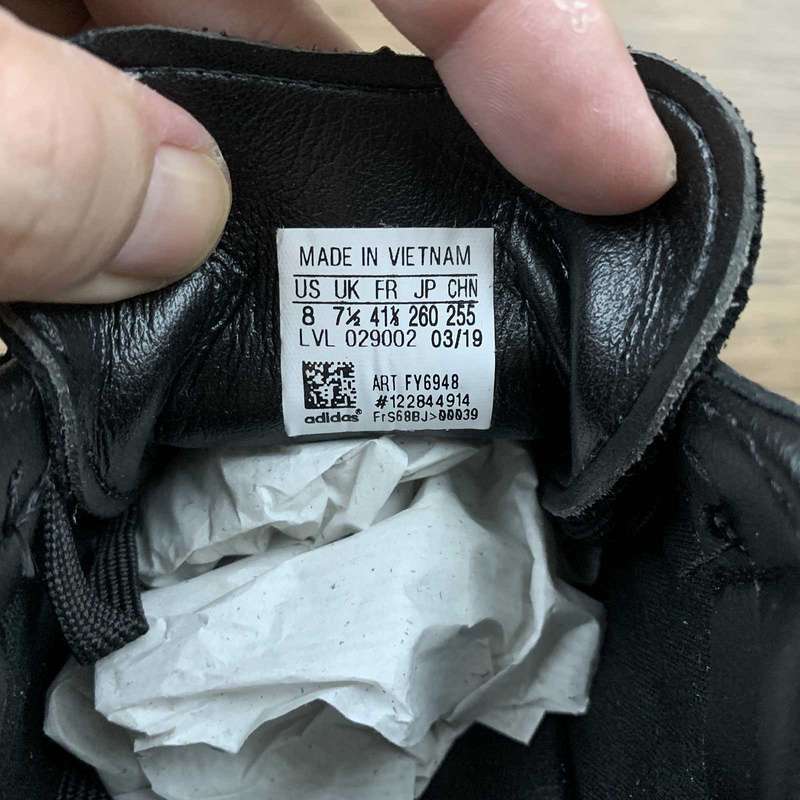 MADE IN VIETNAM
US UK FR JP CHN
8 7½ 41⅓ 260 255
LVL 029002 03/19
ART FY6948
#122844914
adidas® FrS68BJ>00039